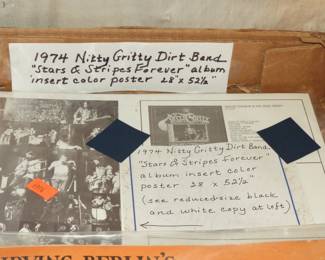 1974 Nitty Gritty Dirt Band
"Stars & Stripes Forever" album
insert color poster 28" x 52½"
1974 Nitty Gritty Dirt Band
"Stars & Stripes Forever"
album insert color
poster 28 x 52½"
(see reduced-size black
and white copy at left)
IRVING BERLIN'S